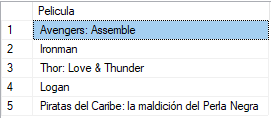 Pelicula
1 Avengers: Assemble
2 Ironman
3 Thor: Love & Thunder
4 Logan
5 Piratas del Caribe: la maldición del Perla Negra